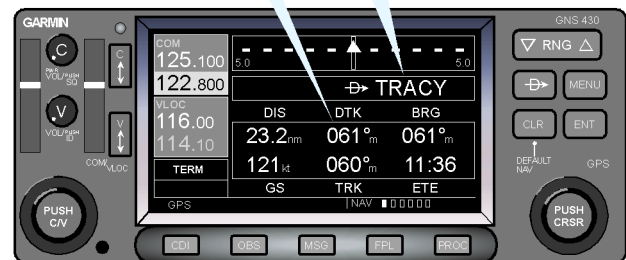 GARMIN
GNS 430
C
PWR
VOL/PUSH
SQ
C
V
VOL/PUSH
ID
V
COM/VLOC
PUSH
C/V
COM
125.100
122.800
VLOC
116.00
114.10
TERM
GPS
5.0 5.0
TRACY
DIS DTK BRG
23.2nm 061°m 061°m
121kt 060°m 11:36
GS TRK ETE
NAV
RNG
D MENU
CLR ENT
DEFAULT
NAV
GPS
PUSH
CRSR
CDI OBS MSG FPL PROC